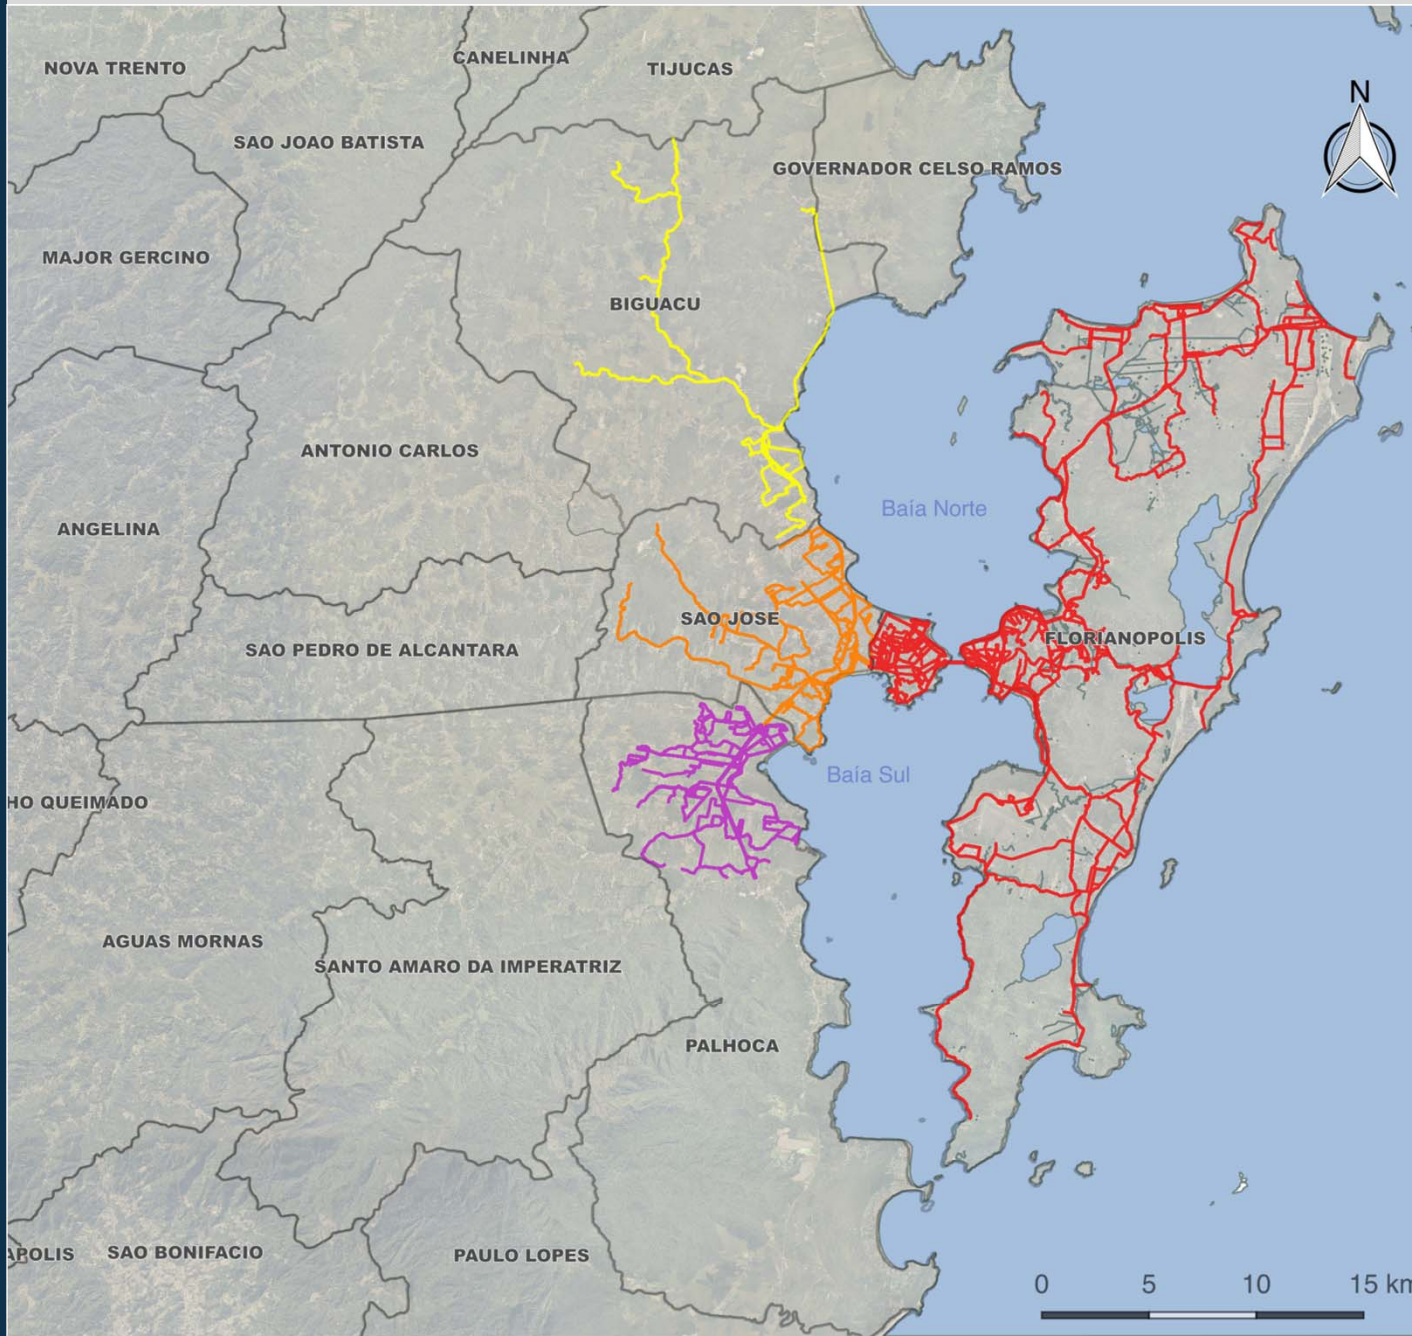 CANELINHA
NOVA TRENTO
TIJUCAS
N
SAO JOAO BATISTA
GOVERNADOR CELSO RAMOS
MAJOR GERCINO
BIGUACU
ANTONIO CARLOS
Baía Norte
ANGELINA
SAO JOSE
FLORIANOPOLIS
SAO PEDRO DE ALCANTARA
Baía Sul
HO QUEIMADO
AGUAS MORNAS
SANTO AMARO DA IMPERATRIZ
PALHOCA
APOLIS
SAO BONIFACIO
PAULO LOPES
0 5 10 15 km